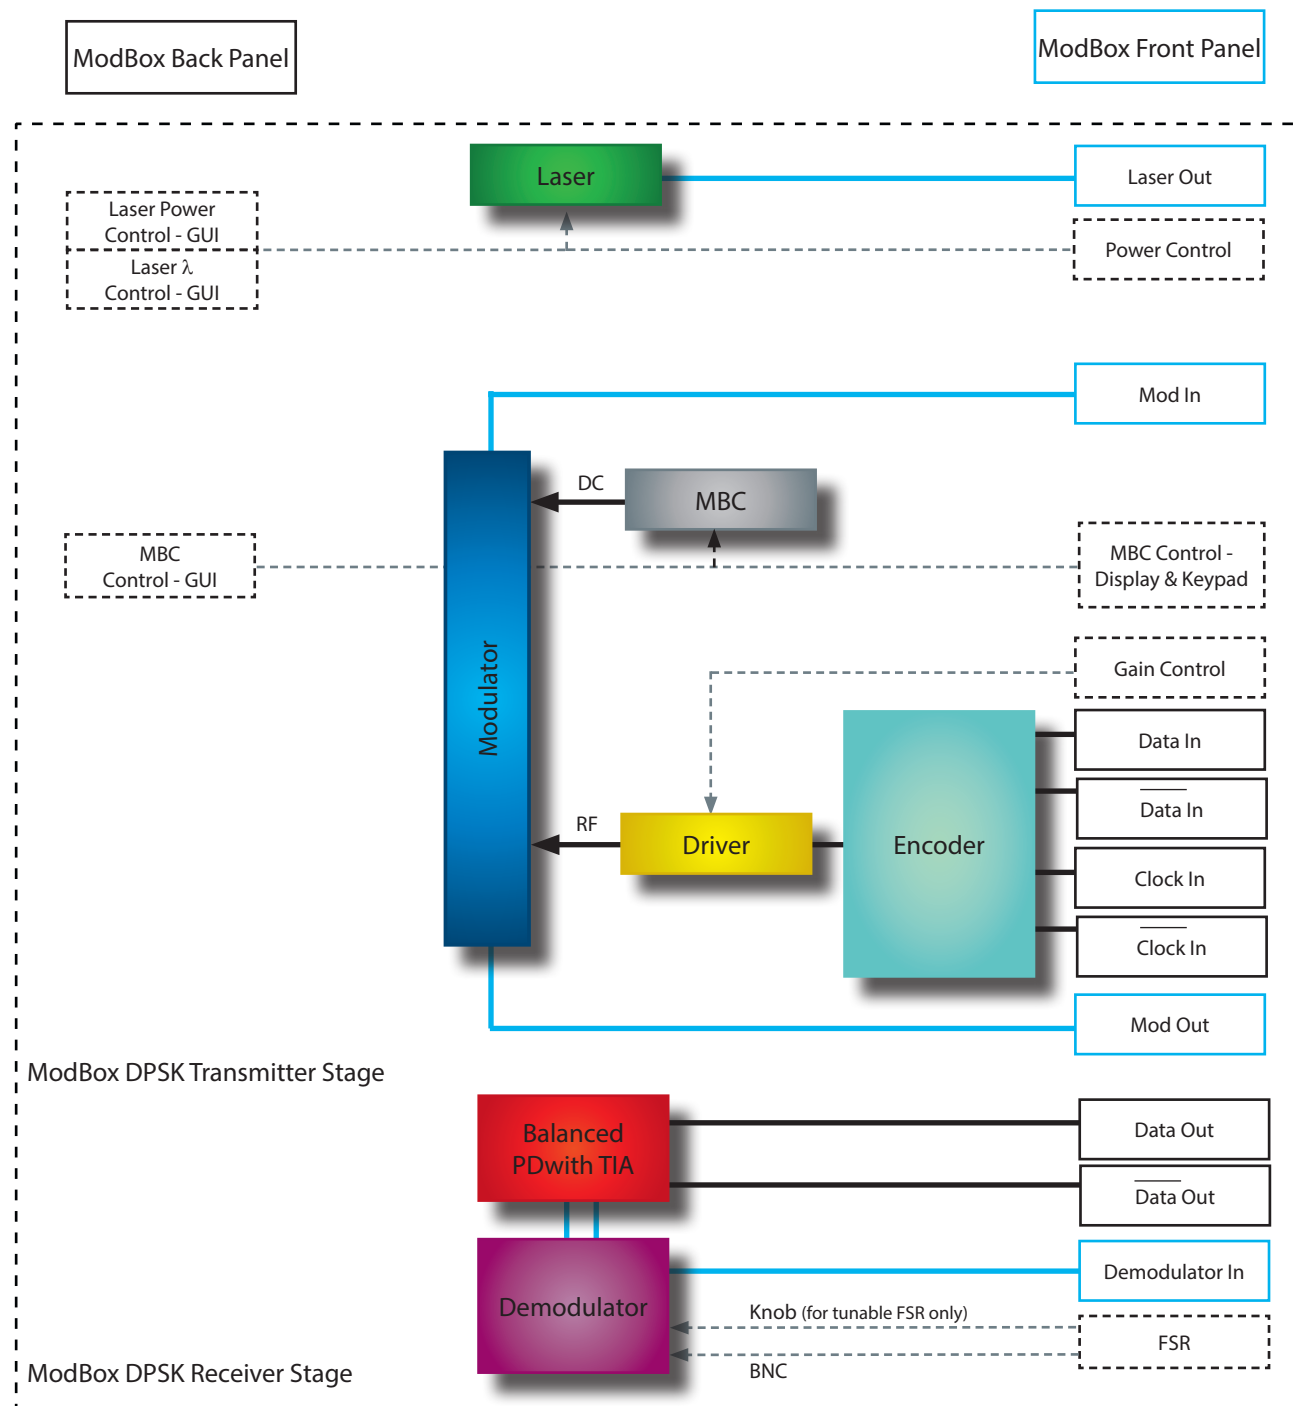 ModBox Back Panel
ModBox Front Panel
Laser
Laser Out
Laser Power
Control - GUI
Laser λ
Control - GUI
Power Control
Mod In
DC
MBC
MBC
Control - GUI
MBC Control -
Display & Keypad
Modulator
Gain Control
Data In
Data In
RF
Driver
Encoder
Clock In
Clock In
Mod Out
ModBox DPSK Transmitter Stage
Balanced
PDwith TIA
Data Out
Data Out
Demodulator
Demodulator In
Knob (for tunable FSR only)
FSR
BNC
ModBox DPSK Receiver Stage